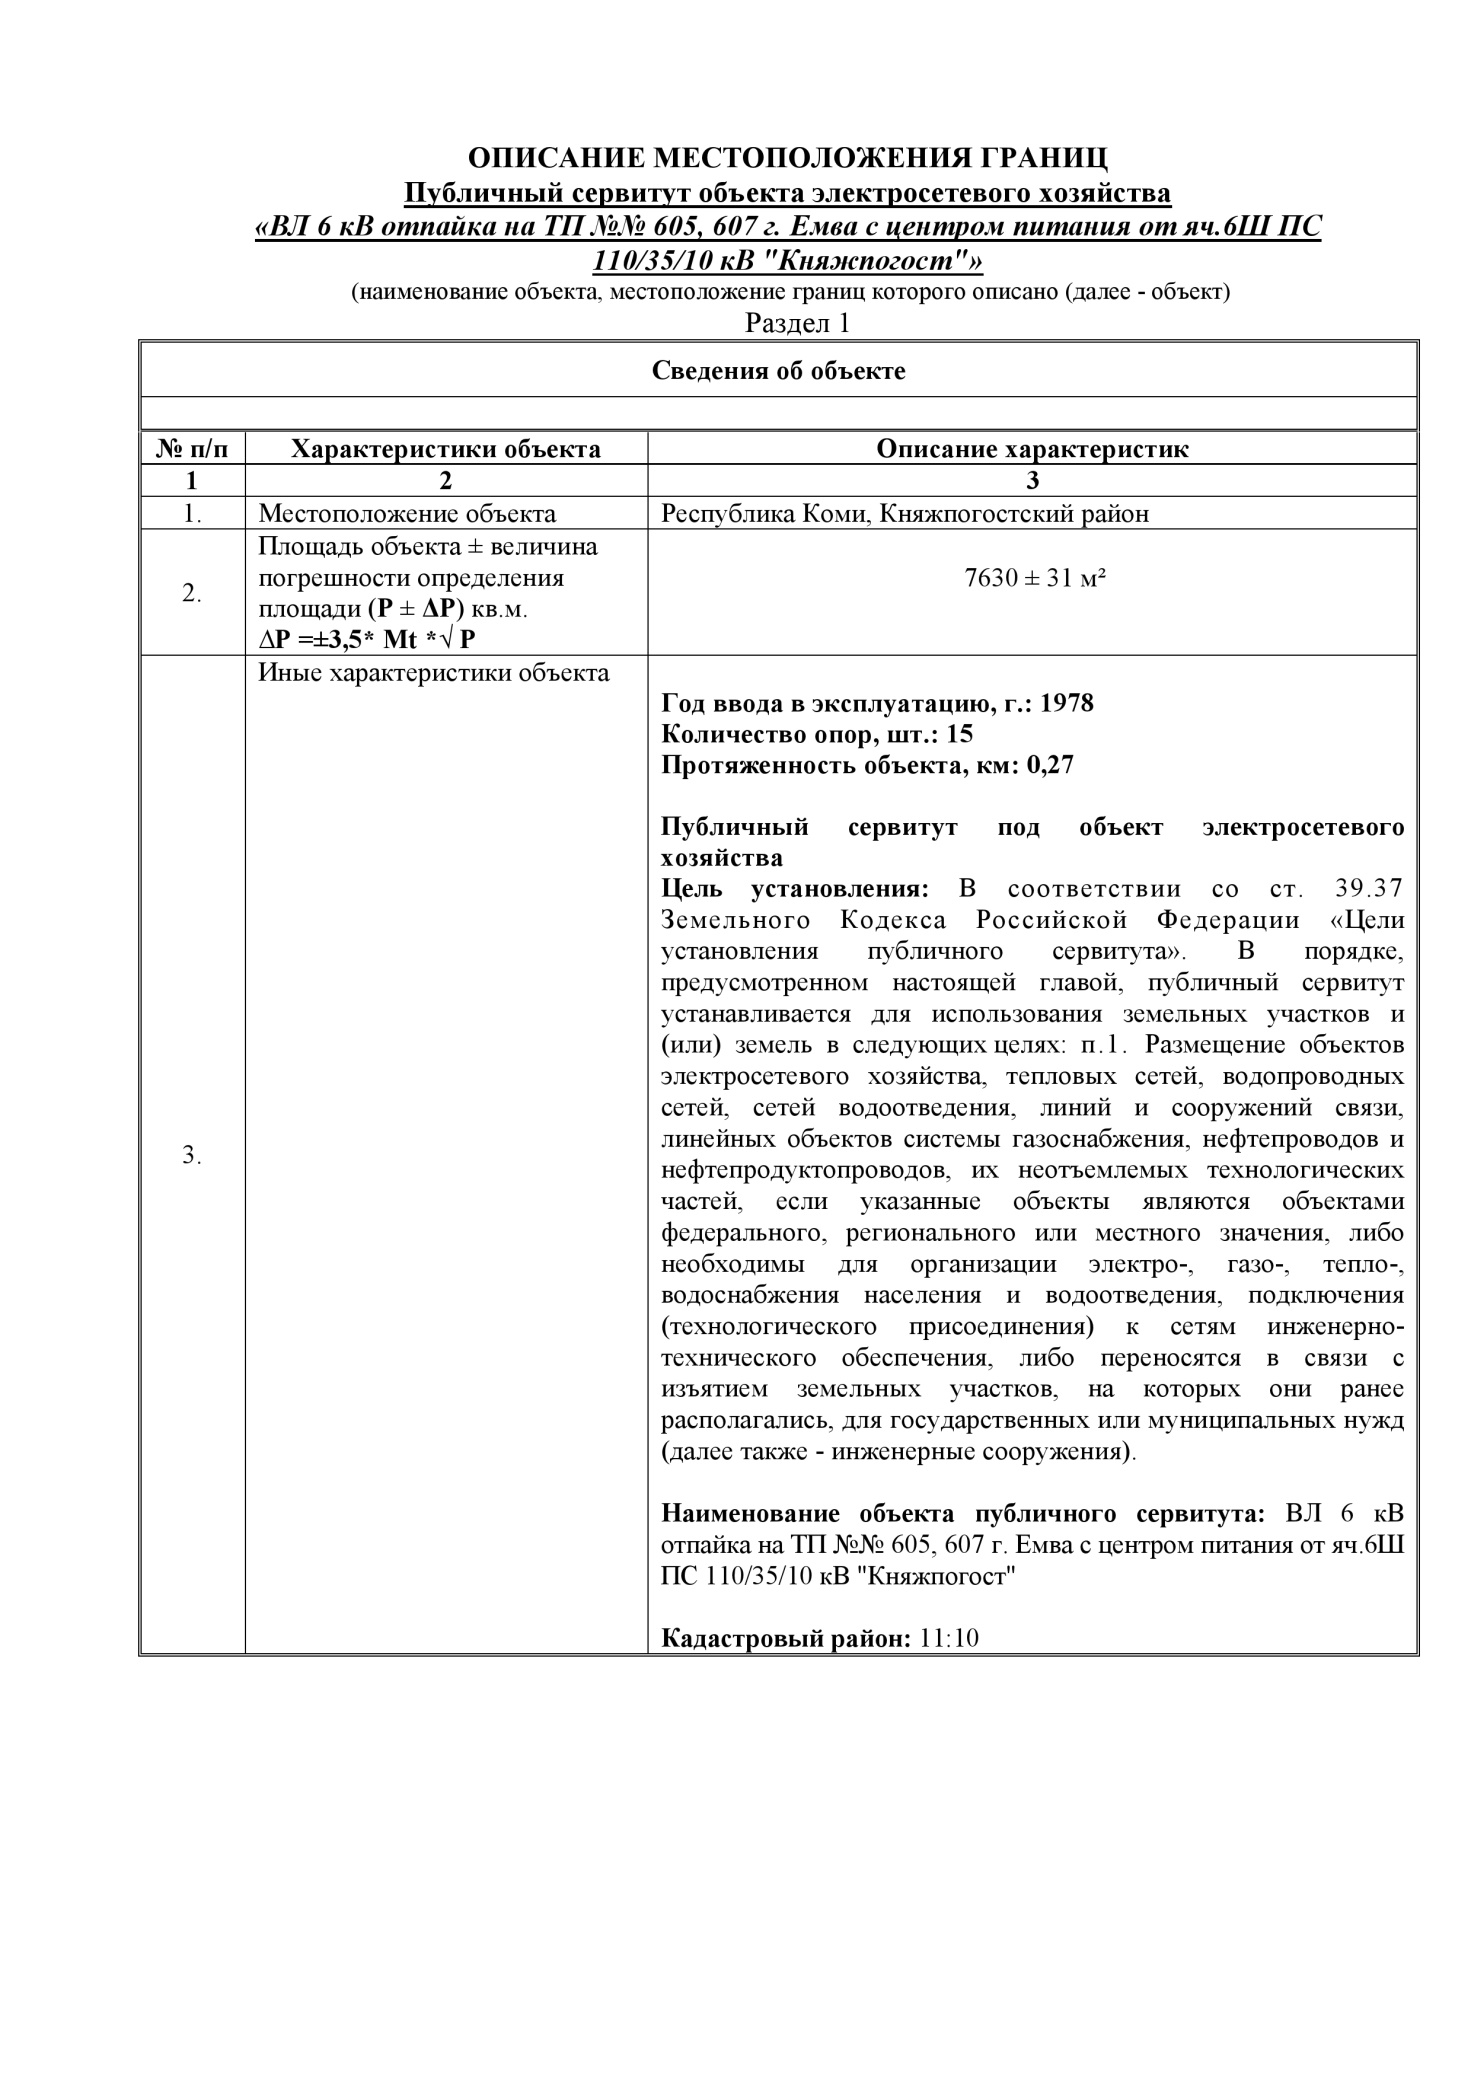 ОПИСАНИЕ МЕСТОПОЛОЖЕНИЯ ГРАНИЦ
Публичный сервитут объекта электросетевого хозяйства
«ВЛ 6 кВ отпайка на ТП №№ 605, 607 г. Емва с центром питания от яч.6Ш ПС
110/35/10 кВ "Княжпогост"»
(наименование объекта, местоположение границ которого описано (далее - объект)
Раздел 1
Сведения об объекте
№ п/п Характеристики объекта Описание характеристик
1 2 3
1. Местоположение объекта Республика Коми, Княжпогостский район
2.
Площадь объекта ± величина
погрешности определения
площади (P ± ΔP) кв.м.
ΔP =±3,5* Mt *√ P
7630 ± 31 м²
3.
Иные характеристики объекта
Год ввода в эксплуатацию, г.: 1978
Количество опор, шт.: 15
Протяженность объекта, км: 0,27
Публичный сервитут под объект электросетевого
хозяйства
Цель установления: В соответствии со ст. 39.37
Земельного Кодекса Российской Федерации «Цели
установления публичного сервитута». В порядке,
предусмотренном настоящей главой, публичный сервитут
устанавливается для использования земельных участков и
(или) земель в следующих целях: п.1. Размещение объектов
электросетевого хозяйства, тепловых сетей, водопроводных
сетей, сетей водоотведения, линий и сооружений связи,
линейных объектов системы газоснабжения, нефтепроводов и
нефтепродуктопроводов, их неотъемлемых технологических
частей, если указанные объекты являются объектами
федерального, регионального или местного значения, либо
необходимы для организации электро-, газо-, тепло-,
водоснабжения населения и водоотведения, подключения
(технологического присоединения) к сетям инженерно-
технического обеспечения, либо переносятся в связи с
изъятием земельных участков, на которых они ранее
располагались, для государственных или муниципальных нужд
(далее также - инженерные сооружения).
Наименование объекта публичного сервитута: ВЛ 6 кВ
отпайка на ТП №№ 605, 607 г. Емва с центром питания от яч.6Ш
ПС 110/35/10 кВ "Княжпогост"
Кадастровый район: 11:10